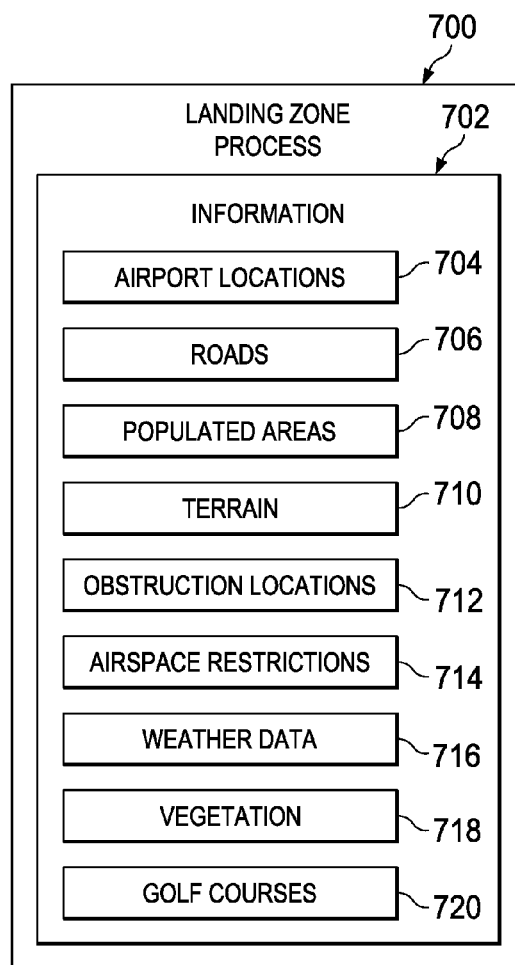 700
LANDING ZONE
PROCESS
702
INFORMATION
AIRPORT LOCATIONS
704
ROADS
706
POPULATED AREAS
708
TERRAIN
710
OBSTRUCTION LOCATIONS
712
AIRSPACE RESTRICTIONS
714
WEATHER DATA
716
VEGETATION
718
GOLF COURSES
720